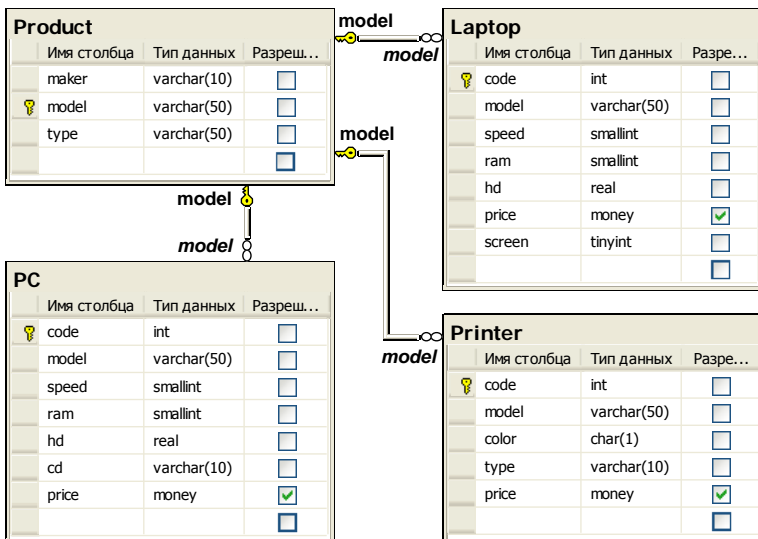 Product
Имя столбца Тип данных Разреш...
maker varchar(10)
model varchar(50)
type varchar(50)
model
model
Laptop
Имя столбца Тип данных Разре...
code int
model varchar(50)
speed smallint
ram smallint
hd real
price money
screen tinyint
model
model
model
PC
Имя столбца Тип данных Разреш...
code int
model varchar(50)
speed smallint
ram smallint
hd real
cd varchar(10)
price money
model
Printer
Имя столбца Тип данных Разре...
code int
model varchar(50)
color char(1)
type varchar(10)
price money